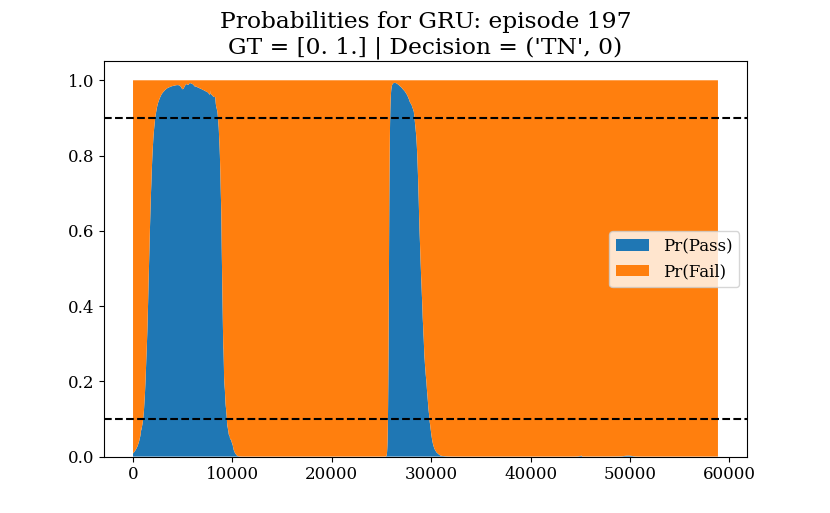 Probabilities for GRU: episode 197
GT = [0. 1.] | Decision = ('TN', 0)
1.0
0.8
0.6
0.4
0.2
0.0
Pr(Pass)
Pr(Fail)
0 10000 20000 30000 40000 50000 60000